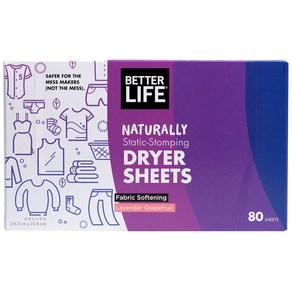 SAFER FOR THE
MESS MAKERS
(NOT THE MESS).
BETTER
LIFE®
NATURALLY
Static-Stomping
DRYER
SHEETS
Fabric Softening
Lavender Grapefruit
80 SHEETS